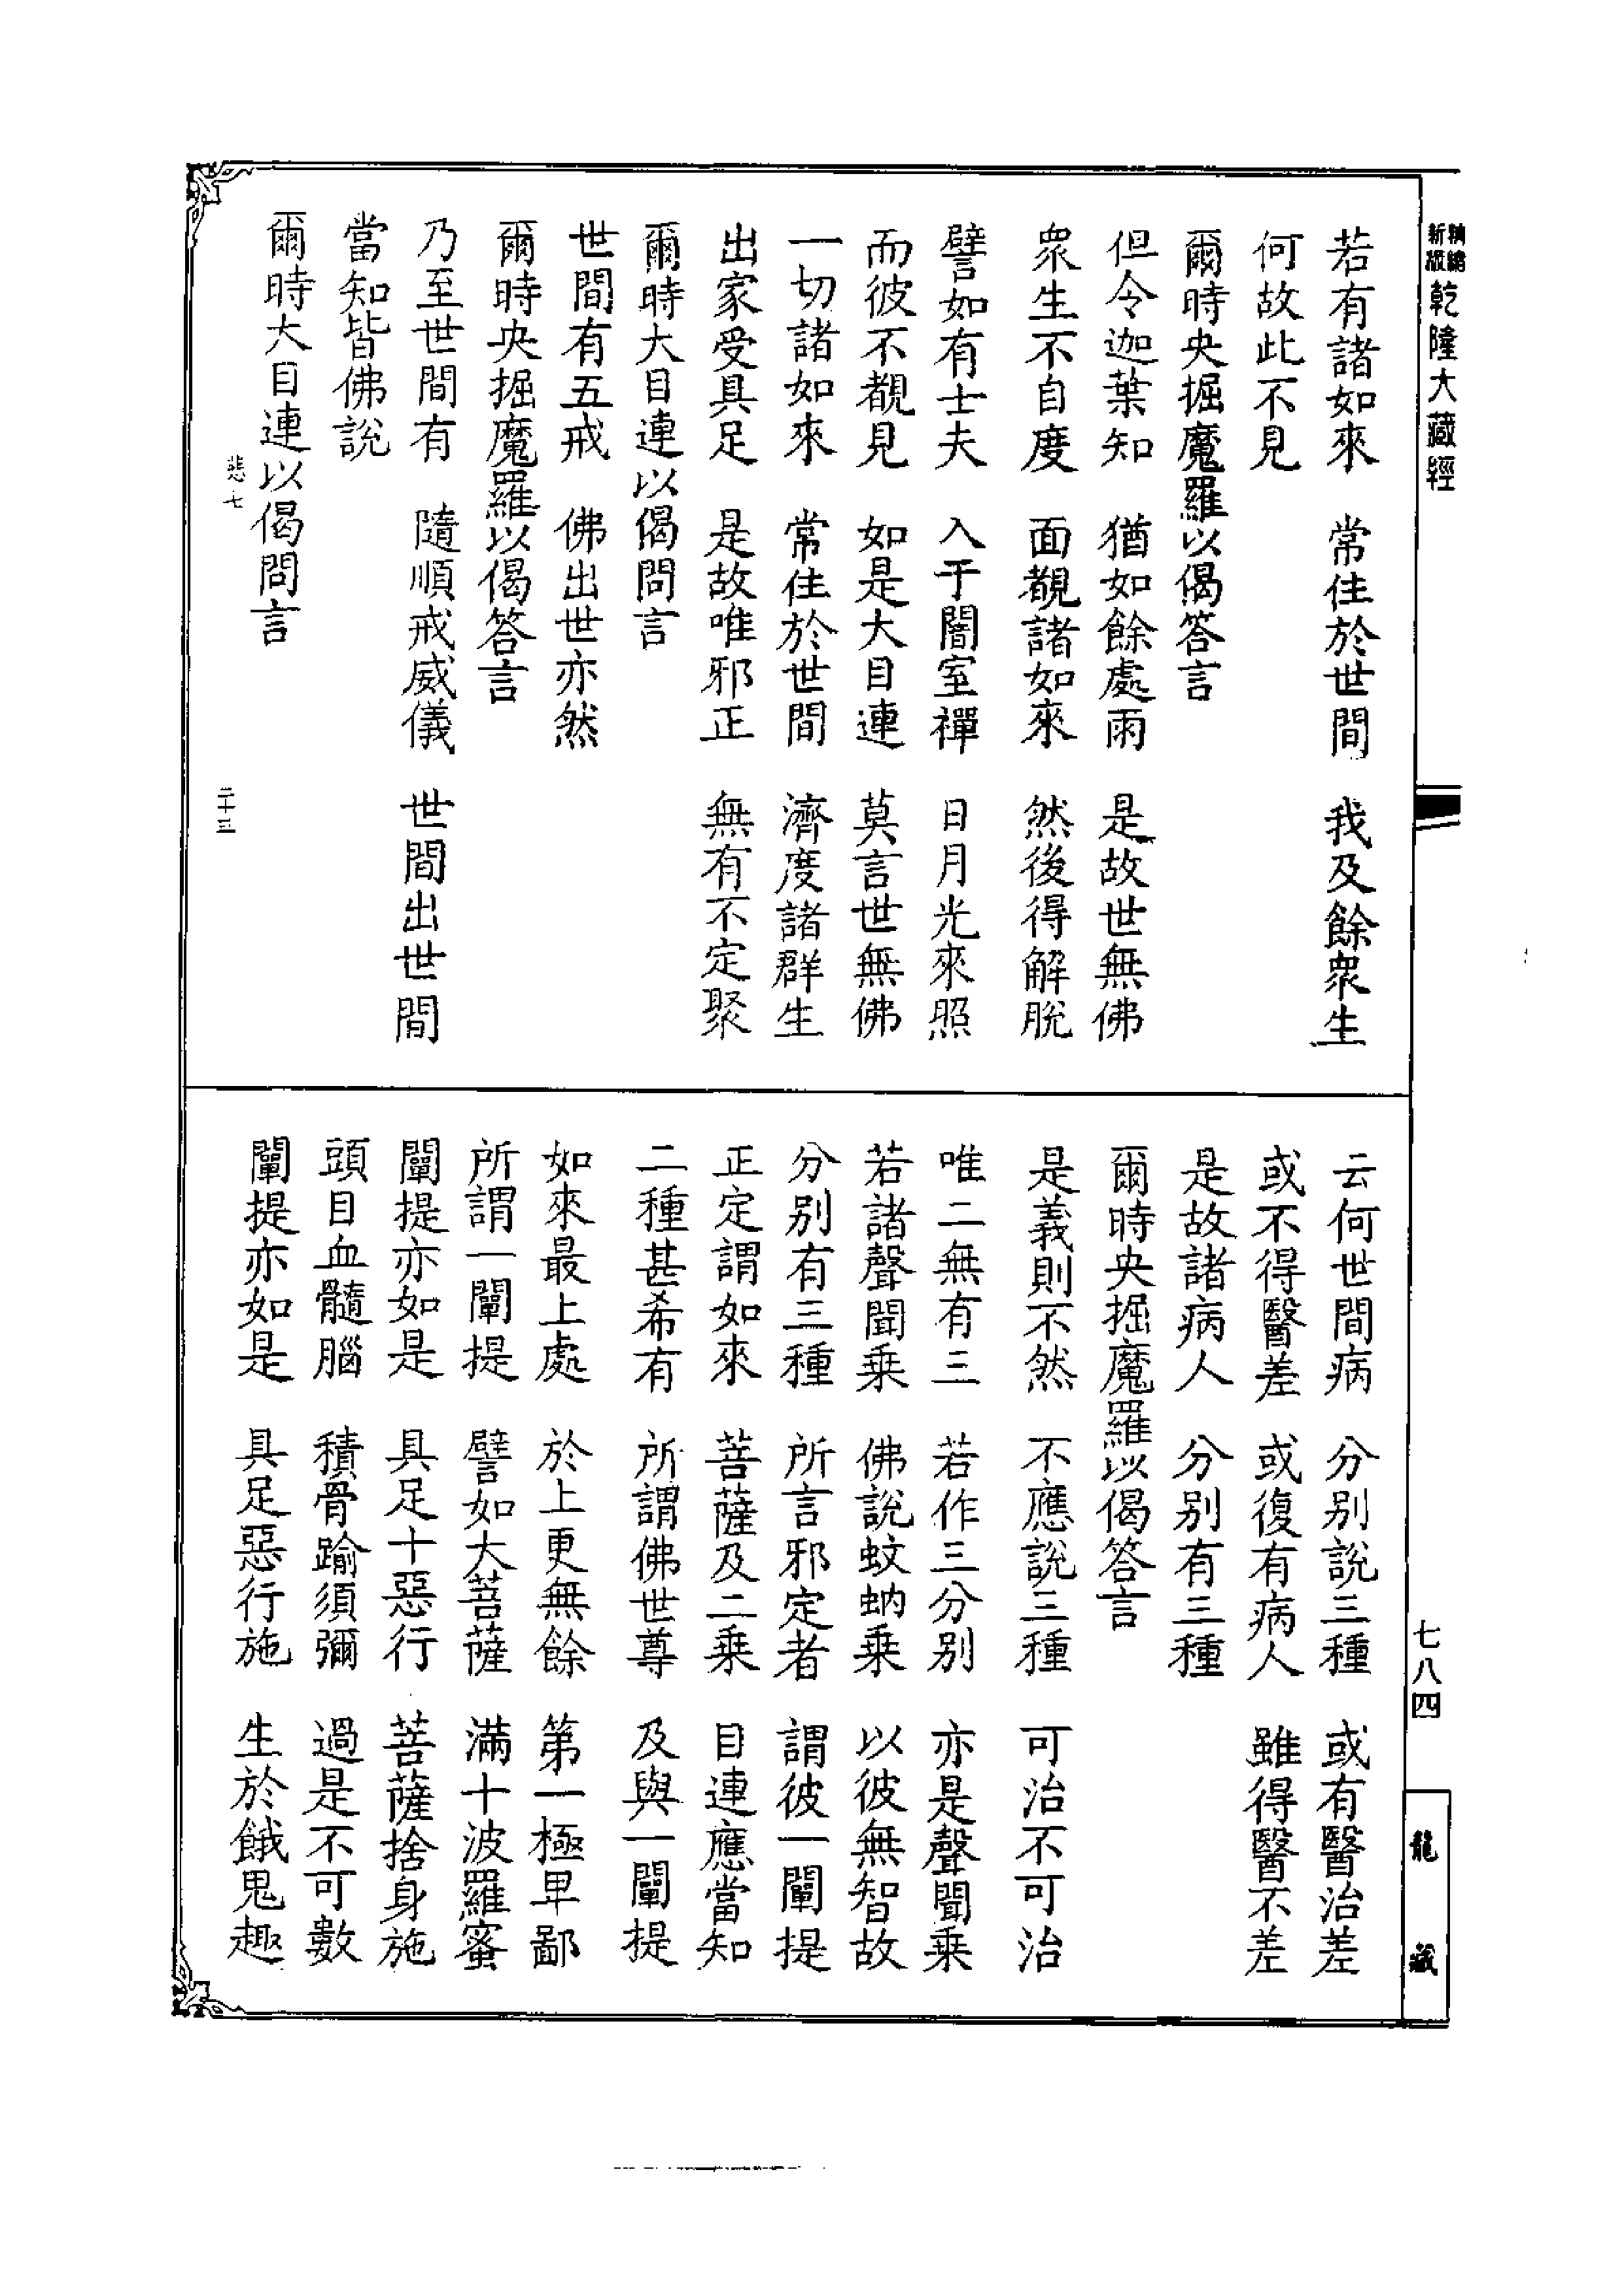 新版精縮乾隆大藏經
若有諸如來　常住於世間　我及餘衆生
何故此不見
爾時央掘魔羅以偈答言
但令迦葉知　猶如餘處雨　是故世無佛
衆生不自度　面覩諸如來　然後得解脫
譬如有士夫　入于闇室禪　日月光來照
而彼不覩見　如是大目連　莫言世無佛
一切諸如來　常住於世間　濟度諸群生
出家受具足　是故唯邪正　無有不定聚
爾時大目連以偈問言
世間有五戒　佛出世亦然
爾時央掘魔羅以偈答言
乃至世間有　隨順戒威儀　世間出世間
當知皆佛說
爾時大目連以偈問言
悲七　二十三
云何世間病　分別說三種　或有醫治差
或不得醫差　或復有病人　雖得醫不差
是故諸病人　分別有三種
爾時央掘魔羅以偈答言
是義則不然　不應說三種　可治不可治
唯二無有三　若作三分別　亦是聲聞乗
若諸聲聞乗　佛說蚊蚋乗　以彼無智故
分別有三種　所言邪定者　謂彼一闡提
正定謂如來　菩薩及二乗　目連應當知
二種甚希有　所謂佛世尊　及與一闡提
如來最上處　於上更無餘　第一極卑鄙
所謂一闡提　譬如大菩薩　滿十波羅蜜
闡提亦如是　具足十惡行　菩薩捨身施
頭目血髓腦　積骨踰須彌　過是不可數
闡提亦如是　具足惡行施　生於餓鬼趣
七八四
龍藏